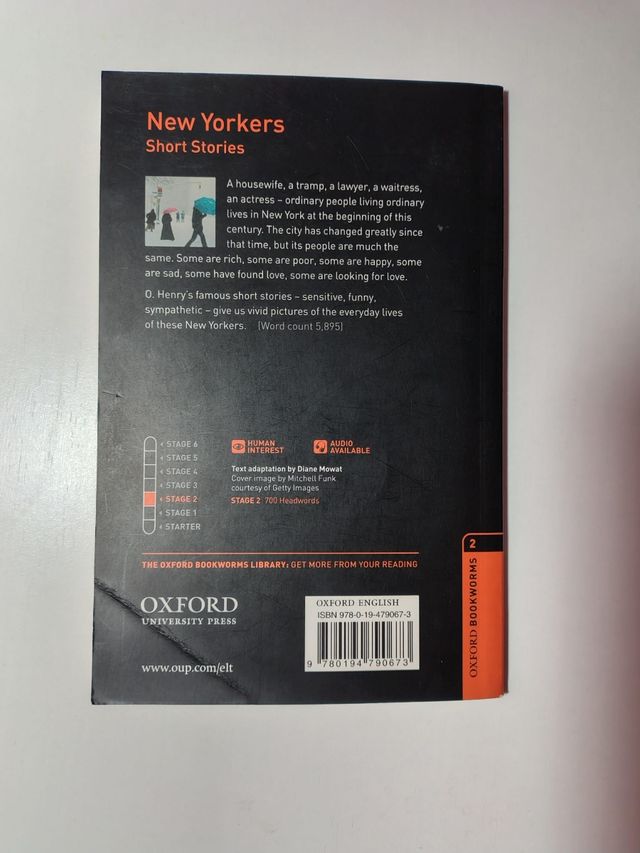 New Yorkers
Short Stories
A housewife, a tramp, a lawyer, a waitress,
an actress – ordinary people living ordinary
lives in New York at the beginning of this
century. The city has changed greatly since
that time, but its people are much the
same. Some are rich, some are poor, some are happy, some
are sad, some have found love, some are looking for love.
O. Henry's famous short stories – sensitive, funny,
sympathetic – give us vivid pictures of the everyday lives
of these New Yorkers. (Word count 5,895)
STAGE 6
STAGE 5
STAGE 4
STAGE 3
STAGE 2
STAGE 1
STARTER
HUMAN
INTEREST
AUDIO
AVAILABLE
Text adaptation by Diane Mowat
Cover image by Mitchell Funk
courtesy of Getty Images
STAGE 2 700 Headwords
THE OXFORD BOOKWORMS LIBRARY: GET MORE FROM YOUR READING
OXFORD
UNIVERSITY PRESS
www.oup.com/elt
OXFORD ENGLISH
ISBN 978-0-19-479067-3
9 780194 790673
2
OXFORD BOOKWORMS